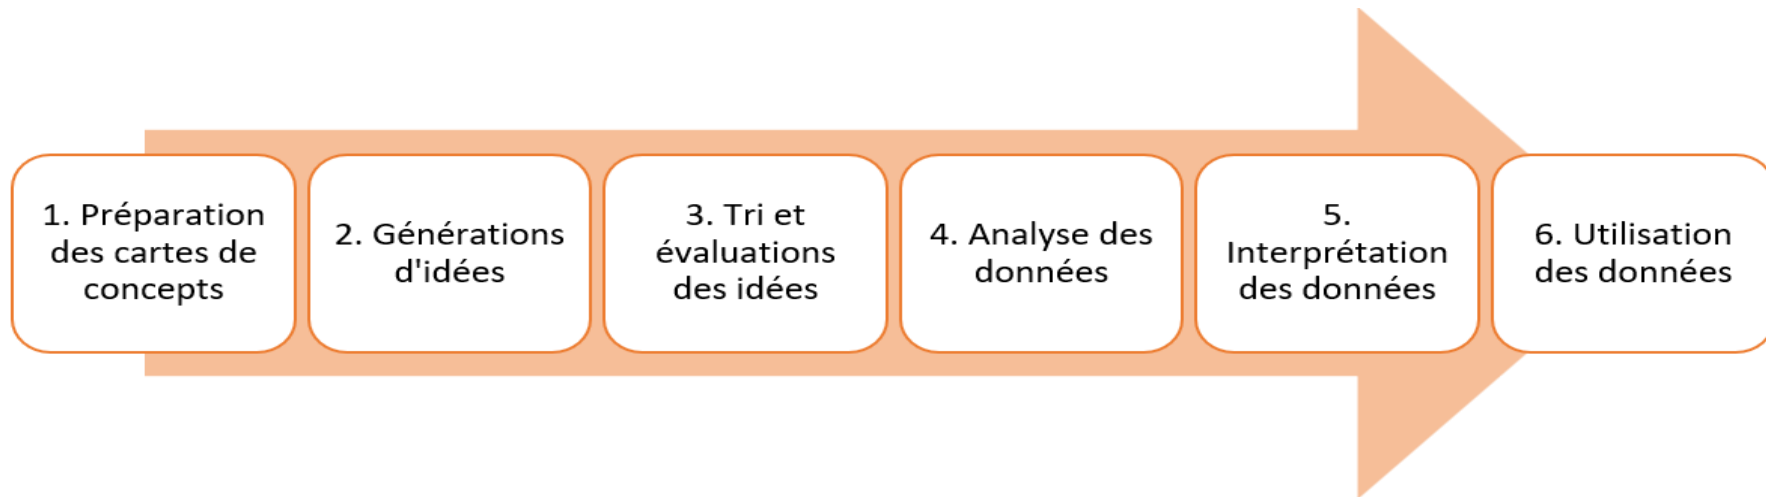 1. Préparation
des cartes de
concepts
2. Générations
d'idées
3. Tri et
évaluations
des idées
4. Analyse des
données
5.
Interprétation
des données
6. Utilisation
des données